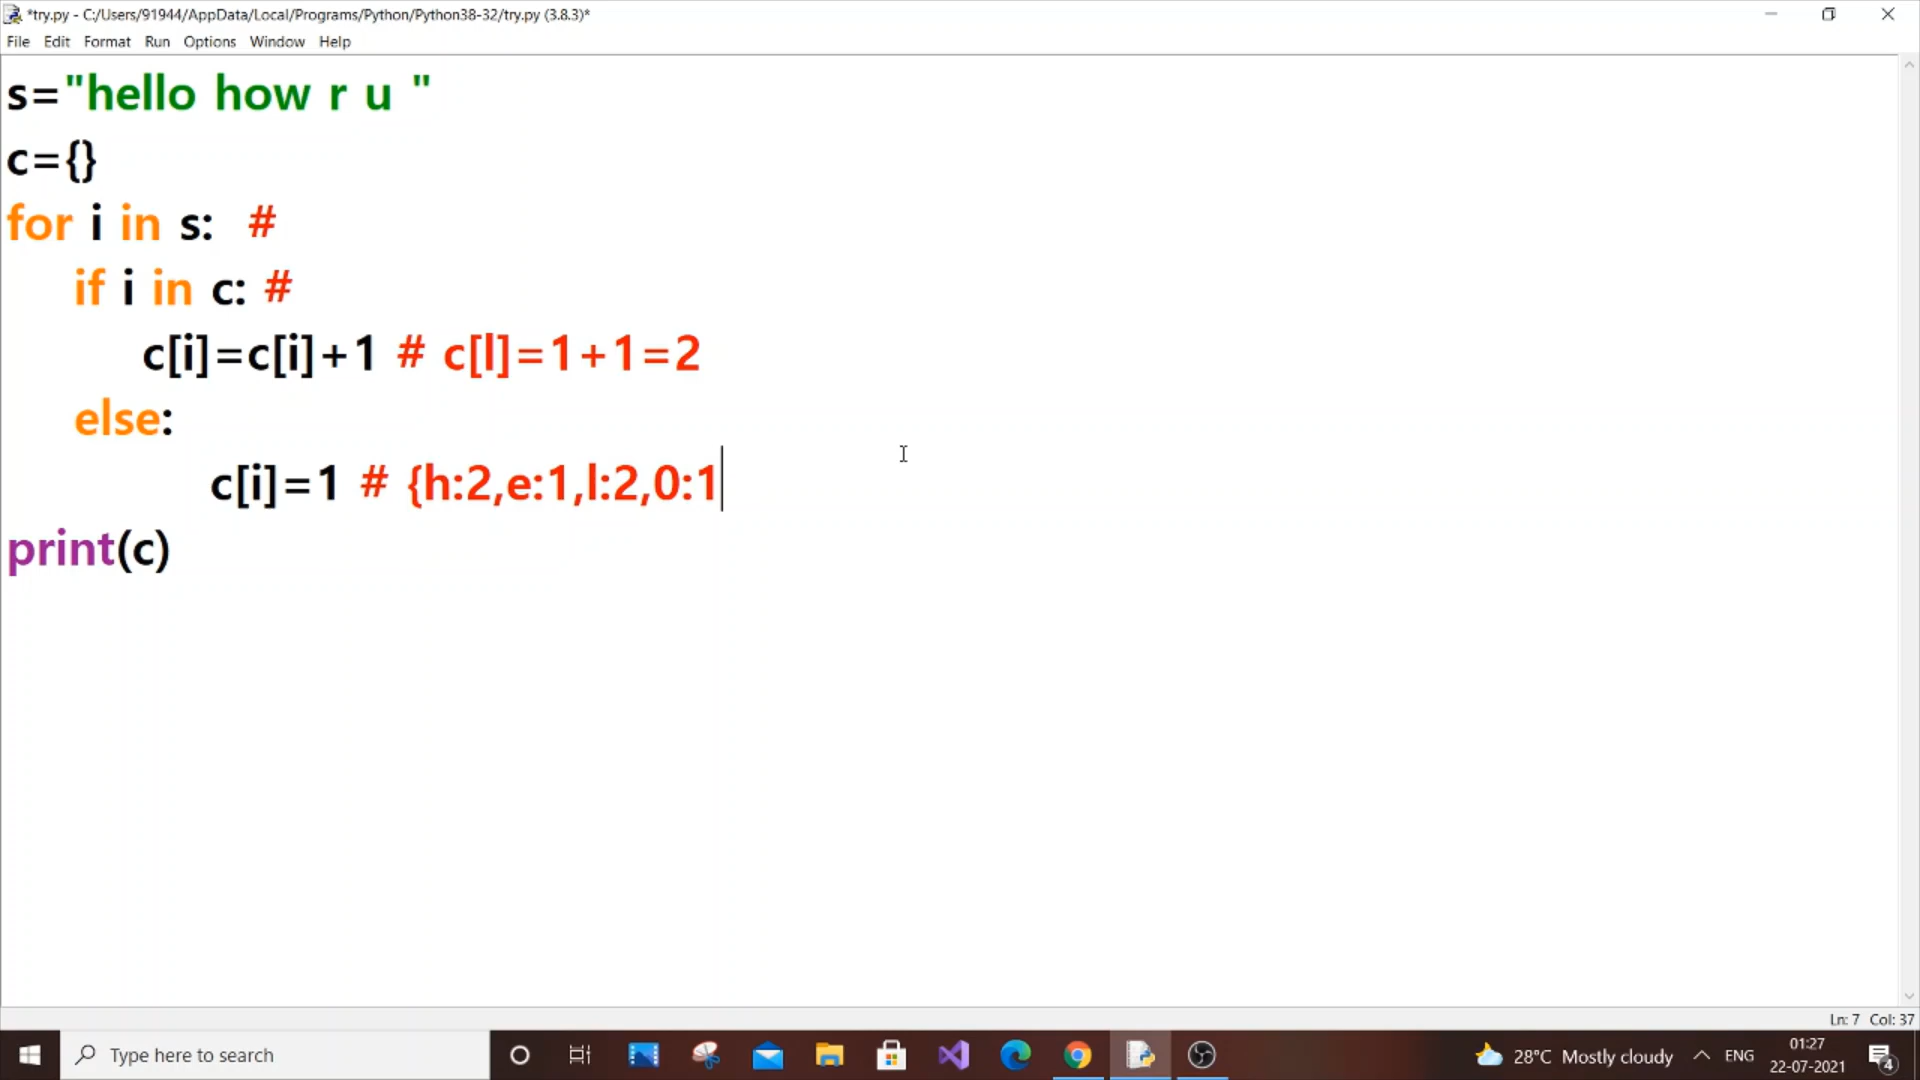 *try.py - C:/Users/91944/AppData/Local/Programs/Python/Python38-32/try.py (3.8.3)*
File Edit Format Run Options Window Help
s="hello how r u "
c={}
for i in s: #
if i in c: #
c[i]=c[i]+1 # c[l]=1+1=2
else:
c[i]=1 # {h:2,e:1,l:2,0:1
print(c)
Ln: 7 Col: 37
Type here to search
28°C Mostly cloudy
ENG
01:27
22-07-2021
4